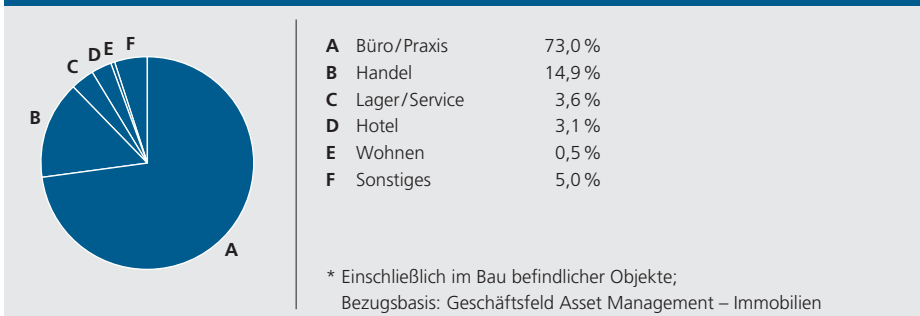 A Büro/Praxis 73,0 %
B Handel 14,9 %
C Lager/Service 3,6 %
D Hotel 3,1 %
E Wohnen 0,5 %
F Sonstiges 5,0 %
A
B
C
D
E
F
* Einschließlich im Bau befindlicher Objekte;
Bezugsbasis: Geschäftsfeld Asset Management – Immobilien